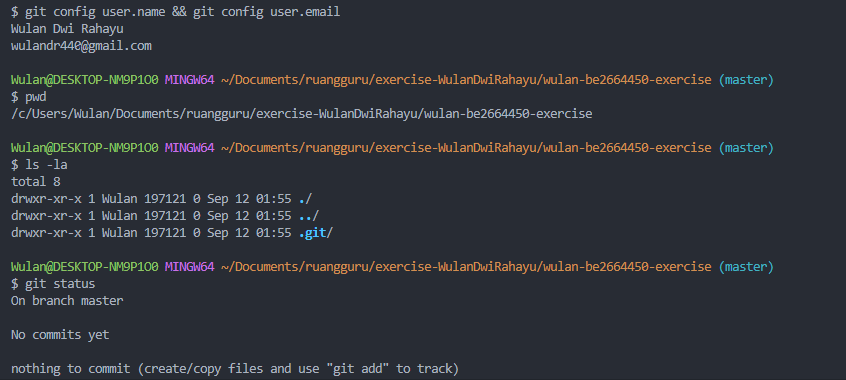 $ git config user.name && git config user.email
Wulan Dwi Rahayu
wulandr440@gmail.com
Wulan@DESKTOP-NM9P1O0 MINGW64 ~/Documents/ruangguru/exercise-WulanDwiRahayu/wulan-be2664450-exercise (master)
$ pwd
/c/Users/Wulan/Documents/ruangguru/exercise-WulanDwiRahayu/wulan-be2664450-exercise
Wulan@DESKTOP-NM9P1O0 MINGW64 ~/Documents/ruangguru/exercise-WulanDwiRahayu/wulan-be2664450-exercise (master)
$ ls -la
total 8
drwxr-xr-x 1 Wulan 197121 0 Sep 12 01:55 ./
drwxr-xr-x 1 Wulan 197121 0 Sep 12 01:55 ../
drwxr-xr-x 1 Wulan 197121 0 Sep 12 01:55 .git/
Wulan@DESKTOP-NM9P1O0 MINGW64 ~/Documents/ruangguru/exercise-WulanDwiRahayu/wulan-be2664450-exercise (master)
$ git status
On branch master
No commits yet
nothing to commit (create/copy files and use "git add" to track)